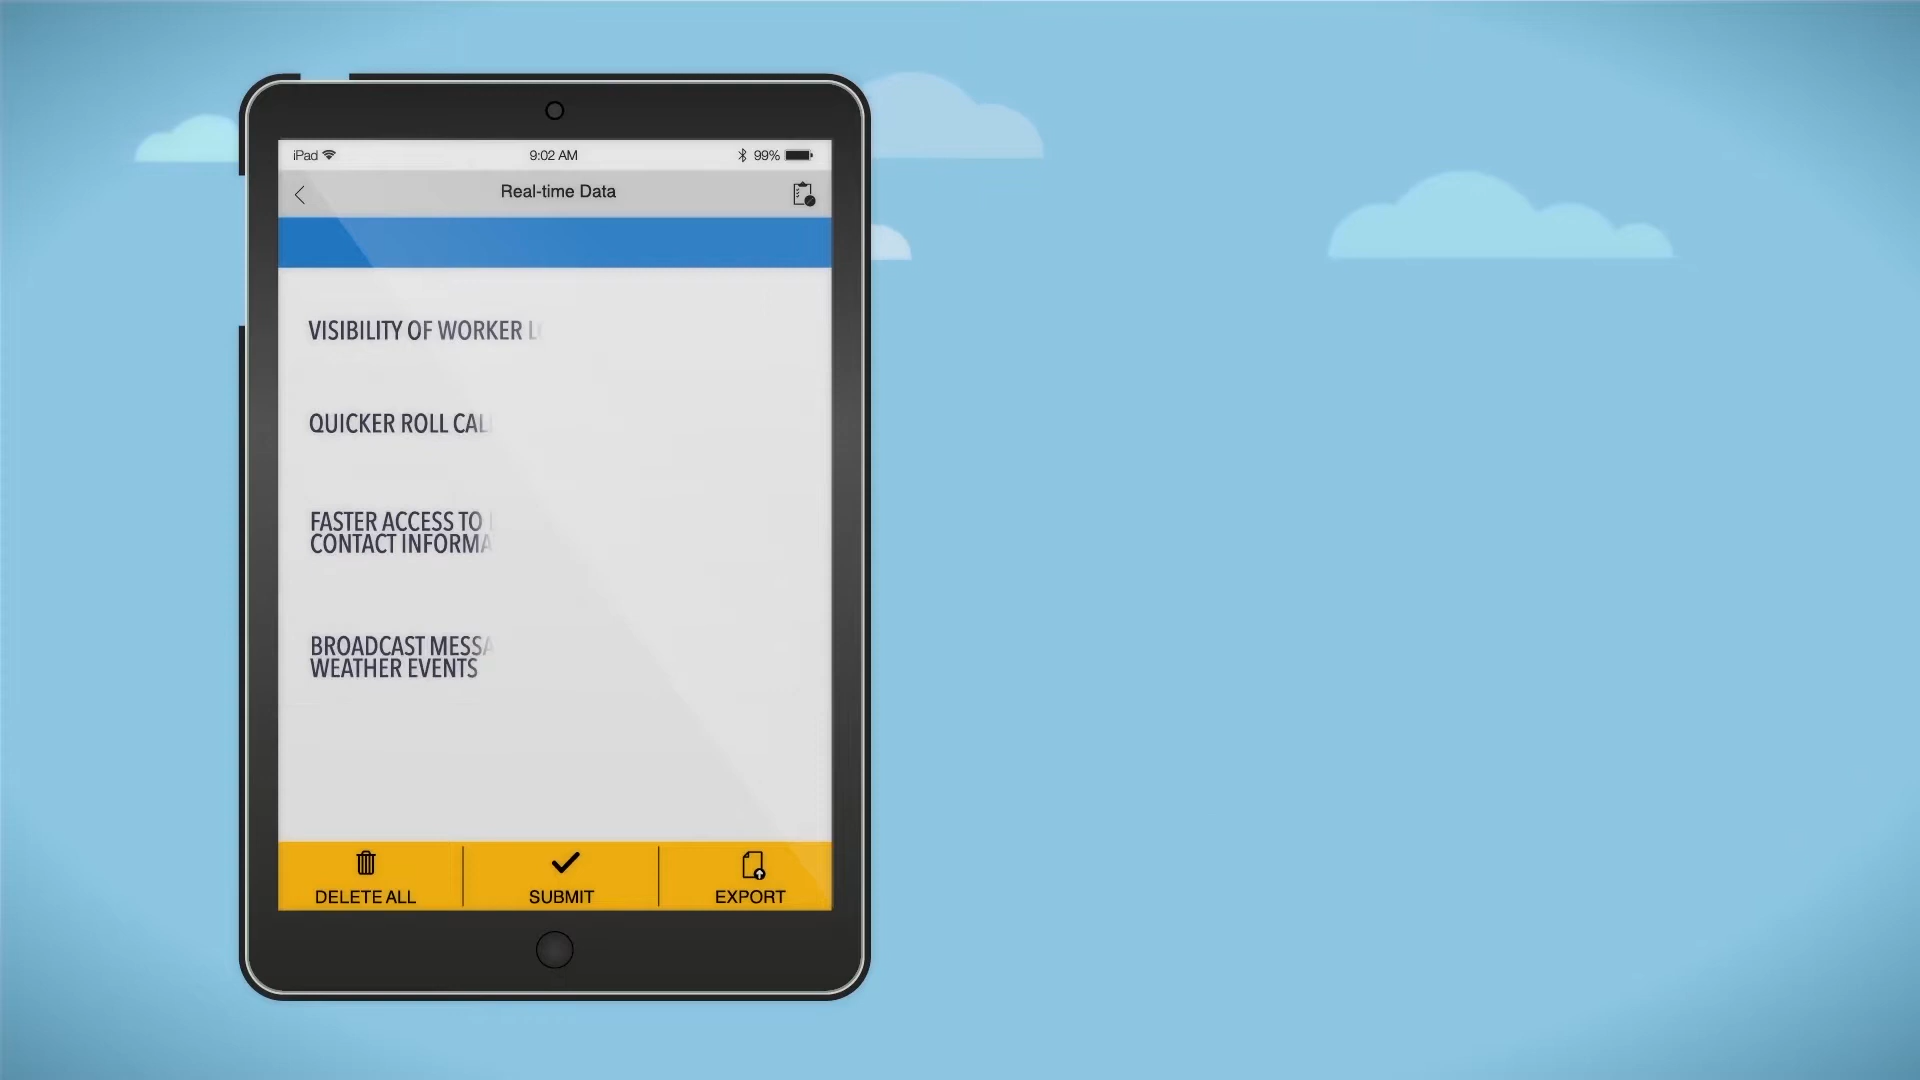 iPad
9:02 AM
99%
Real-time Data
VISIBILITY OF WORKER
QUICKER ROLL CALL
FASTER ACCESS TO
CONTACT
BROADCAST
WEATHER EVENTS
DELETE ALL
SUBMIT
EXPORT